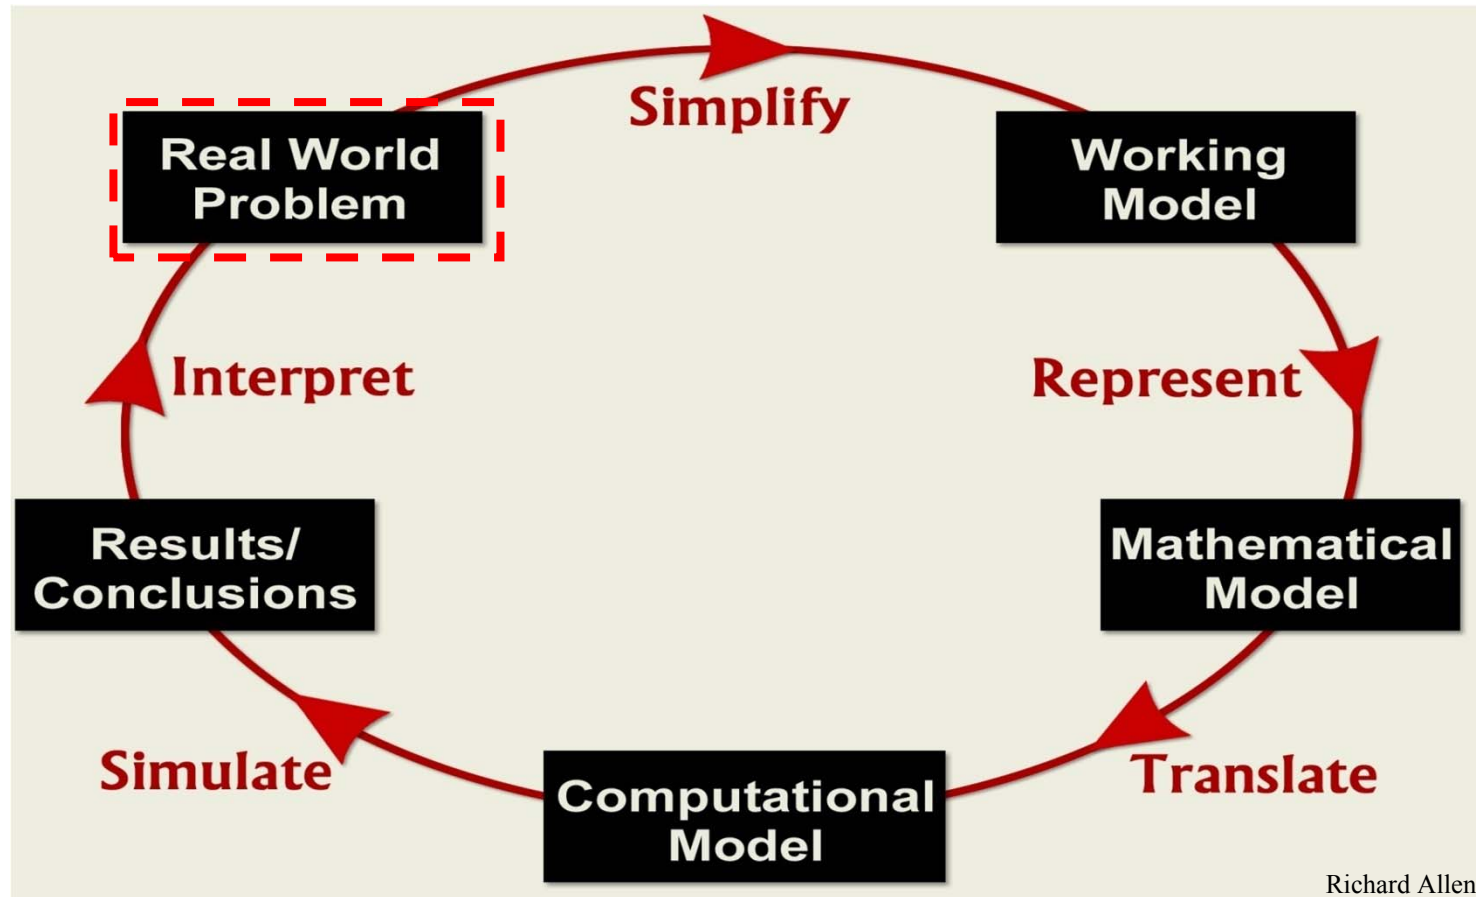 Simplify
Real World
Problem
Working
Model
Interpret
Represent
Results/
Conclusions
Mathematical
Model
Simulate
Translate
Computational
Model
Richard Allen